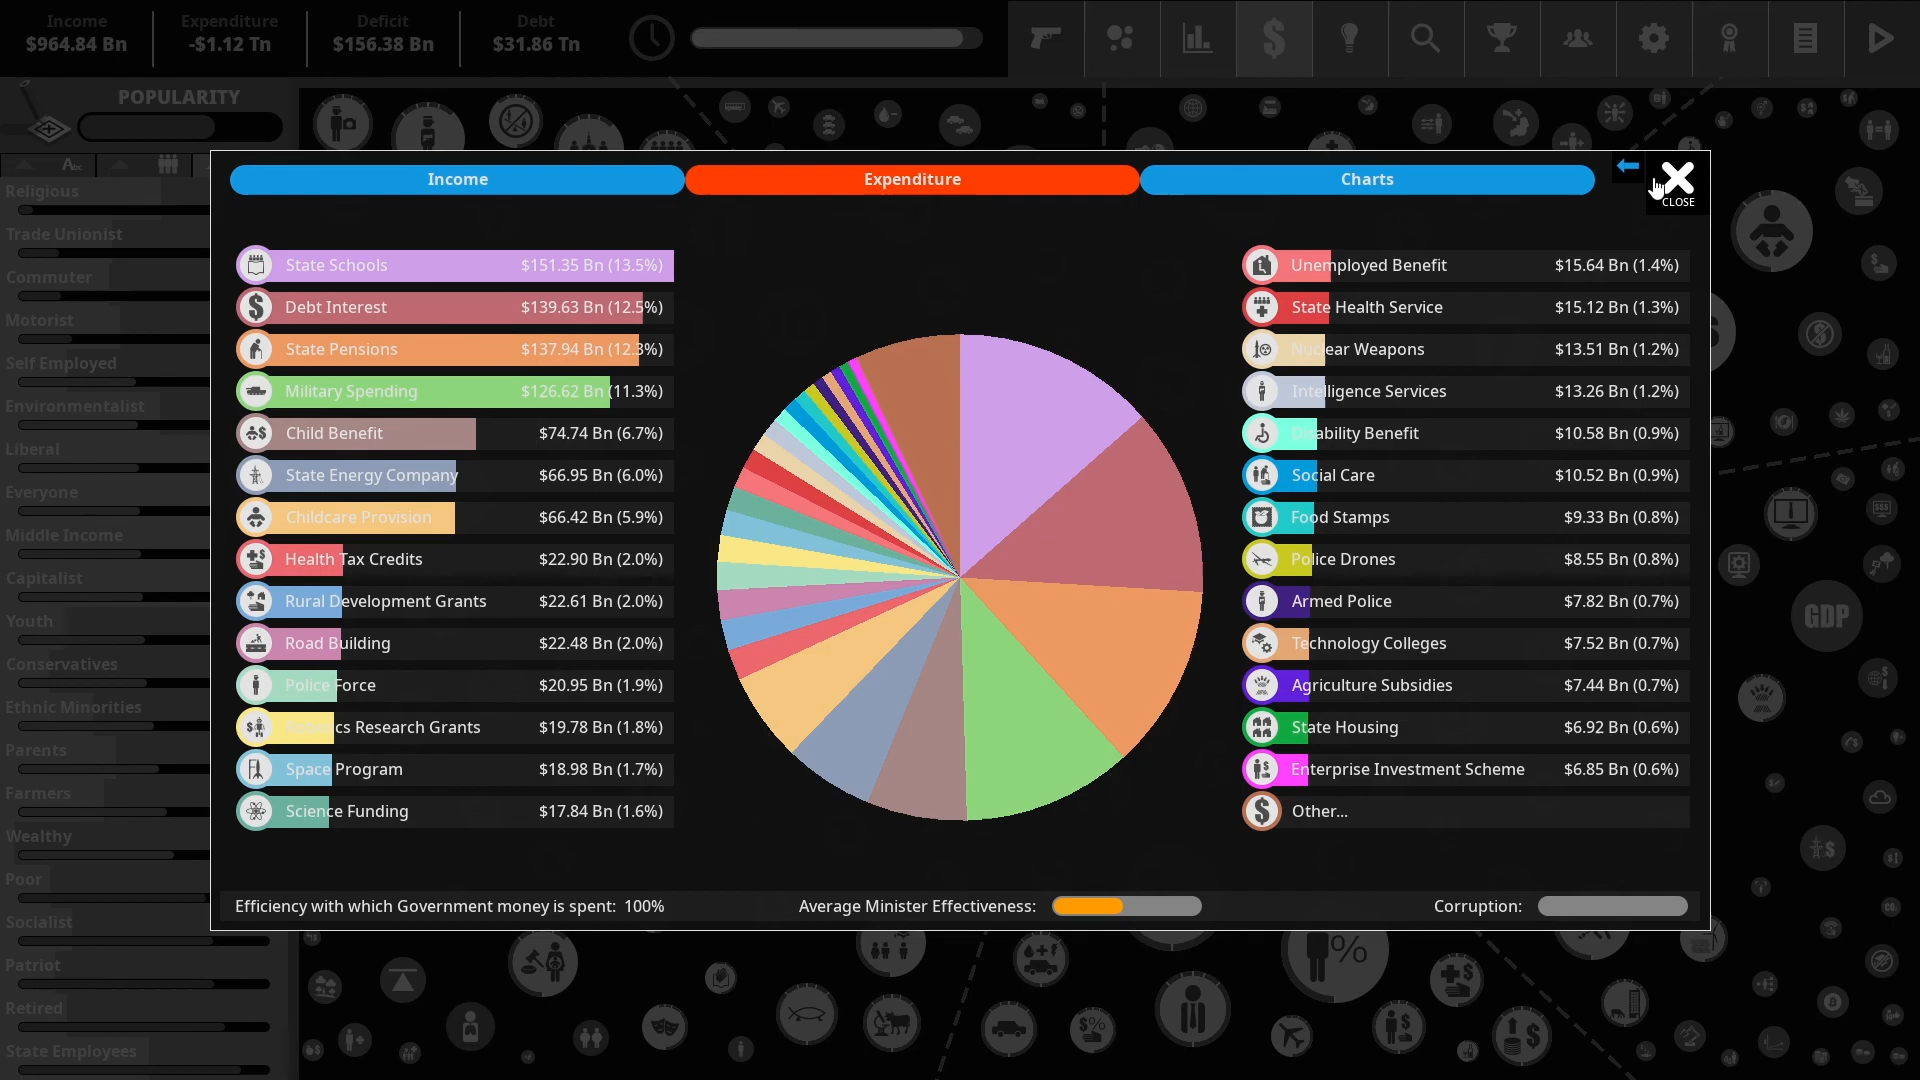 Income
Expenditure
Deficit
Debt
$964.84 Bn
-$1.12 Tn
$156.38 Bn
$31.86 Tn
POPULARITY
Religious
Trade Unionist
Commuter
Motorist
Self Employed
Environmentalist
Liberal
Everyone
Middle Income
Capitalist
Youth
Conservatives
Ethnic Minorities
Parents
Farmers
Wealthy
Poor
Socialist
Patriot
Retired
State Employees
Income
Expenditure
Charts
CLOSE
State Schools $151.35 Bn (13.5%)
Debt Interest $139.63 Bn (12.5%)
State Pensions $137.94 Bn (12.3%)
Military Spending $126.62 Bn (11.3%)
Child Benefit $74.74 Bn (6.7%)
State Energy Company $66.95 Bn (6.0%)
Childcare Provision $66.42 Bn (5.9%)
Health Tax Credits $22.90 Bn (2.0%)
Rural Development Grants $22.61 Bn (2.0%)
Road Building $22.48 Bn (2.0%)
Police Force $20.95 Bn (1.9%)
Robotics Research Grants $19.78 Bn (1.8%)
Space Program $18.98 Bn (1.7%)
Science Funding $17.84 Bn (1.6%)
Unemployed Benefit $15.64 Bn (1.4%)
State Health Service $15.12 Bn (1.3%)
Nuclear Weapons $13.51 Bn (1.2%)
Intelligence Services $13.26 Bn (1.2%)
Disability Benefit $10.58 Bn (0.9%)
Social Care $10.52 Bn (0.9%)
Food Stamps $9.33 Bn (0.8%)
Police Drones $8.55 Bn (0.8%)
Armed Police $7.82 Bn (0.7%)
Technology Colleges $7.52 Bn (0.7%)
Agriculture Subsidies $7.44 Bn (0.7%)
State Housing $6.92 Bn (0.6%)
Enterprise Investment Scheme $6.85 Bn (0.6%)
Other...
GDP
Efficiency with which Government money is spent: 100%
Average Minister Effectiveness:
Corruption: